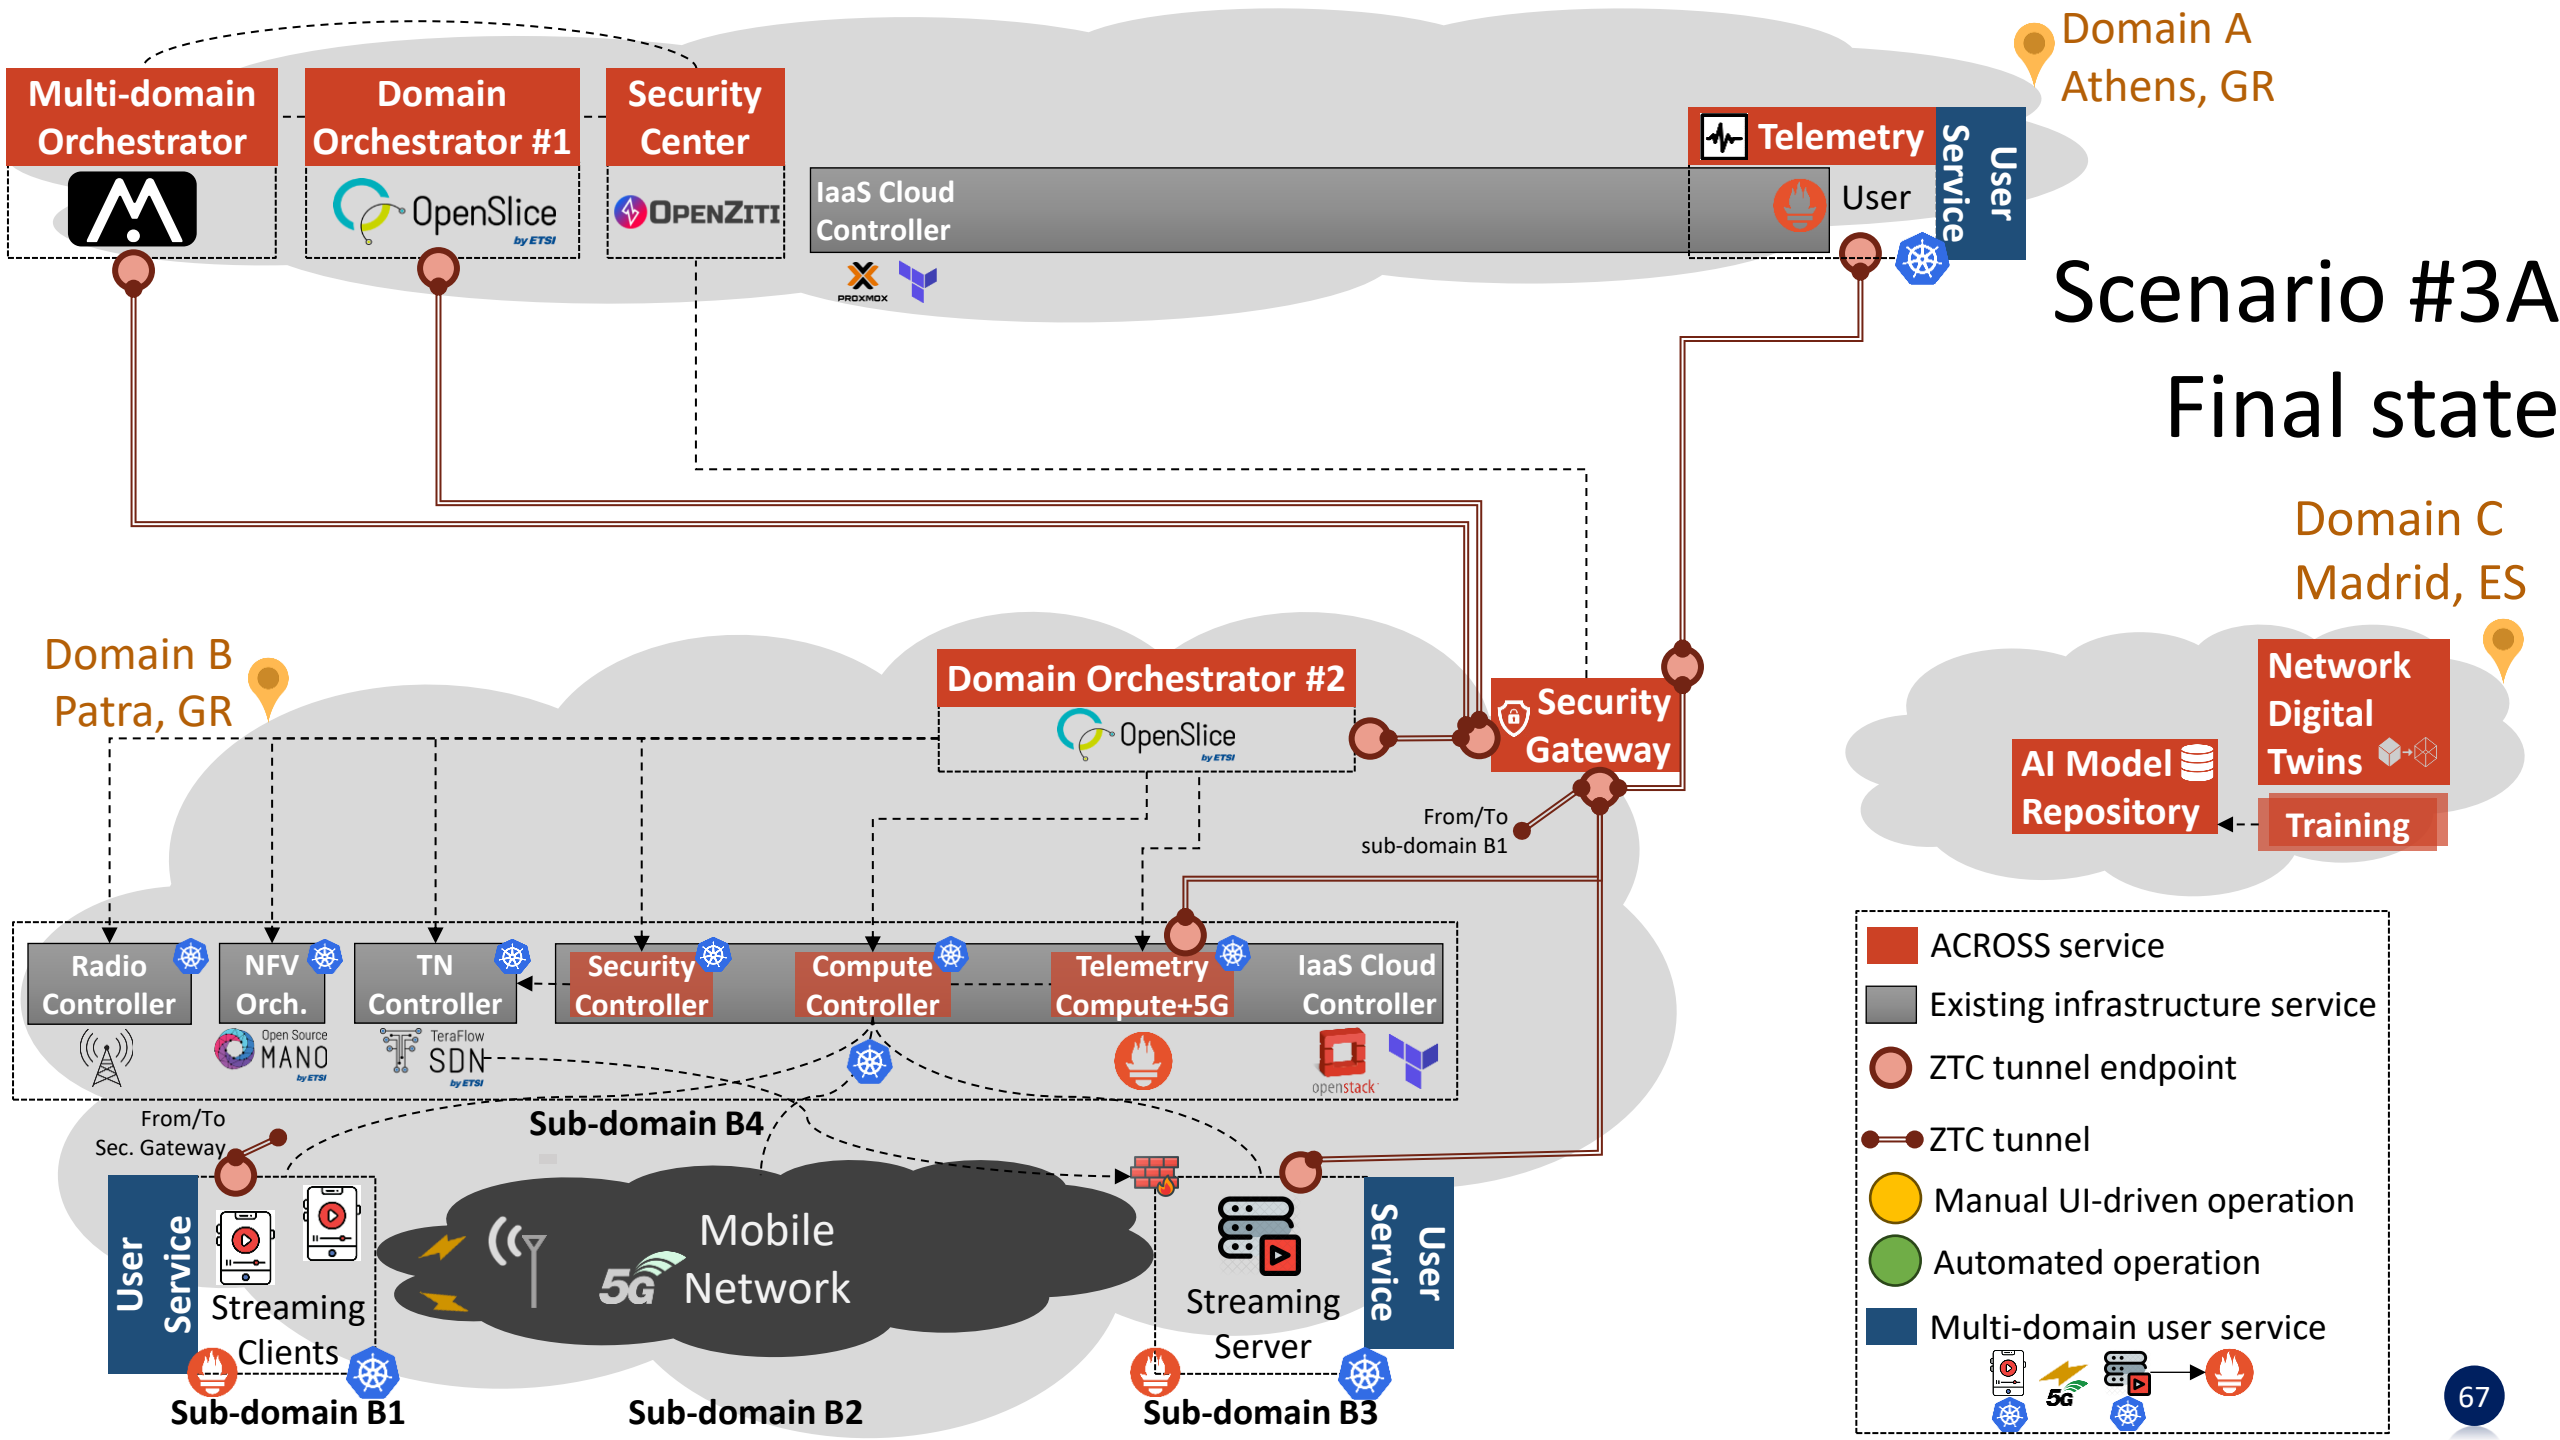 Domain A
Athens, GR
Multi-domain
Orchestrator
Domain
Orchestrator #1
Security
Center
OpenSlice
by ETSI
OPENZITI
IaaS Cloud
Controller
PROXMOX
Telemetry
User
User
Service
Scenario #3A
Final state
Domain C
Madrid, ES
Network
Digital
Twins
AI Model
Repository
Training
Domain B
Patra, GR
Domain Orchestrator #2
OpenSlice
by ETSI
Security
Gateway
From/To
sub-domain B1
Radio
Controller
NFV
Orch.
TN
Controller
Security
Controller
Compute
Controller
Telemetry
Compute+5G
IaaS Cloud
Controller
Open Source
MANO
by ETSI
TeraFlow
SDN
by ETSI
openstack
Sub-domain B4
From/To
Sec. Gateway
User
Service
Streaming
Clients
Sub-domain B1
5G
Mobile
Network
Sub-domain B2
Streaming
Server
User
Service
Sub-domain B3
ACROSS service
Existing infrastructure service
ZTC tunnel endpoint
ZTC tunnel
Manual UI-driven operation
Automated operation
Multi-domain user service
5G
67